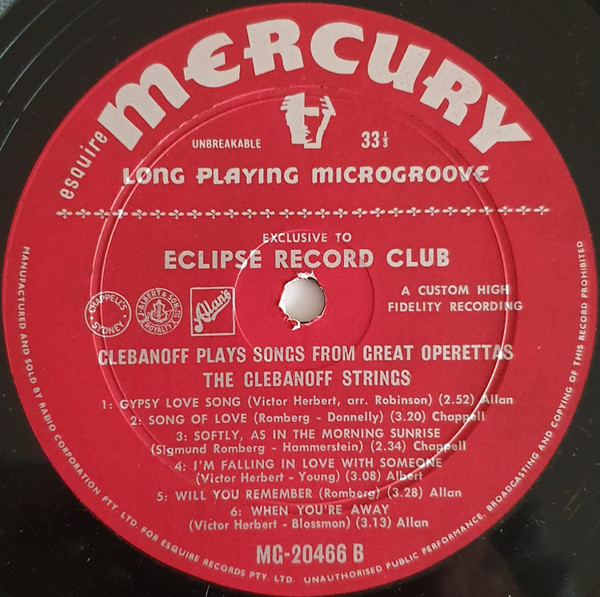 esquire
MERCURY
UNBREAKABLE 33⅓
LONG PLAYING MICROGROOVE
EXCLUSIVE TO
ECLIPSE RECORD CLUB
CHAPPELL'S SYDNEY
J. ALBERT & SON ROYALTY
Allan's
A CUSTOM HIGH
FIDELITY RECORDING
CLEBANOFF PLAYS SONGS FROM GREAT OPERETTAS
THE CLEBANOFF STRINGS
1: GYPSY LOVE SONG (Victor Herbert, arr. Robinson) (2.52) Allan
2: SONG OF LOVE (Romberg - Donnelly) (3.20) Chappell
3: SOFTLY, AS IN THE MORNING SUNRISE
(Sigmund Romberg - Hammerstein) (2.34) Chappell
4: I'M FALLING IN LOVE WITH SOMEONE
(Victor Herbert - Young) (3.08) Albert
5: WILL YOU REMEMBER (Romberg) (3.28) Allan
6: WHEN YOU'RE AWAY
(Victor Herbert - Blossmon) (3.13) Allan
MG-20466 B
MANUFACTURED AND SOLD BY RADIO CORPORATION PTY. LTD. FOR ESQUIRE RECORDS PTY. LTD. UNAUTHORISED PUBLIC PERFORMANCE, BROADCASTING AND COPYING OF THIS RECORD PROHIBITED